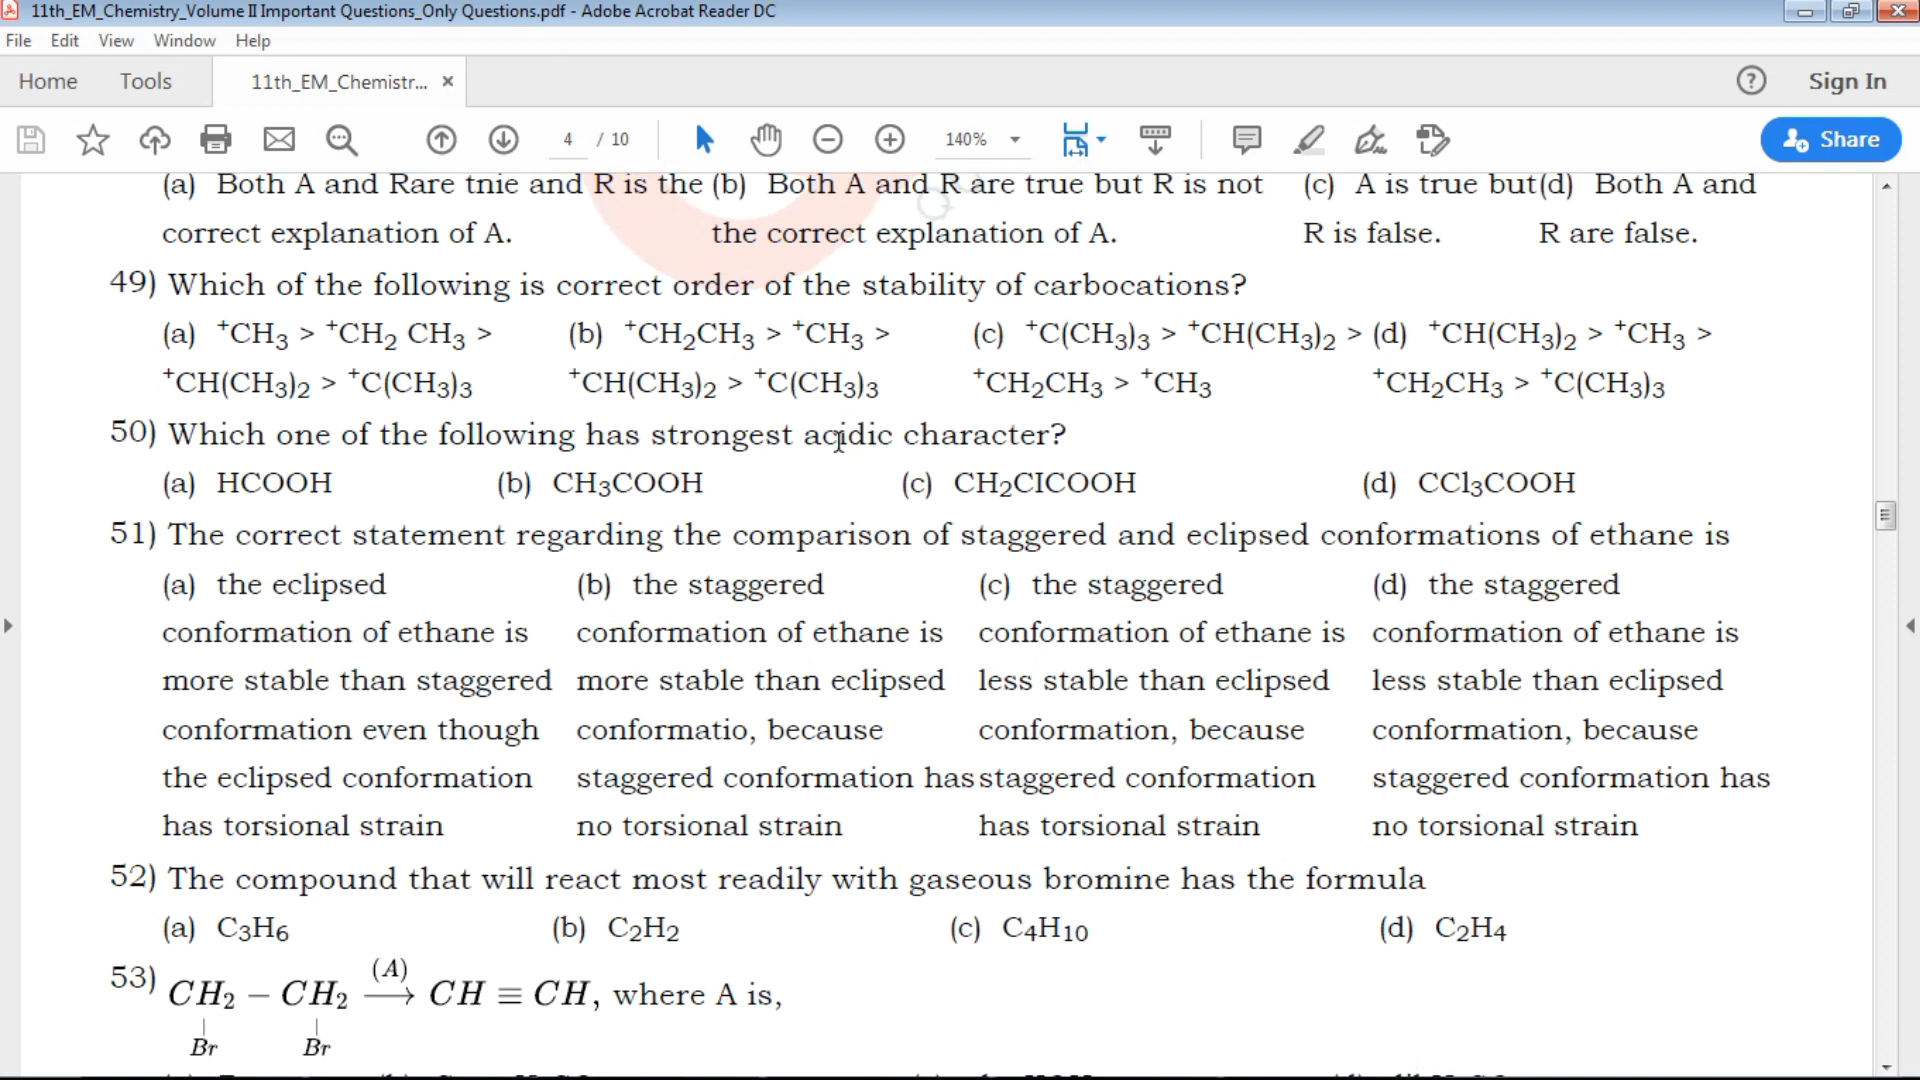 11th_EM_Chemistry_Volume II Important Questions_Only Questions.pdf - Adobe Acrobat Reader DC
File Edit View Window Help
Home Tools 11th_EM_Chemistr... × ? Sign In
4 / 10 140% Share
(a) Both A and Rare tnie and R is the (b) Both A and R are true but R is not (c) A is true but (d) Both A and
correct explanation of A. the correct explanation of A. R is false. R are false.
49) Which of the following is correct order of the stability of carbocations?
(a) ⁺CH₃ > ⁺CH₂ CH₃ > (b) ⁺CH₂CH₃ > ⁺CH₃ > (c) ⁺C(CH₃)₃ > ⁺CH(CH₃)₂ > (d) ⁺CH(CH₃)₂ > ⁺CH₃ >
⁺CH(CH₃)₂ > ⁺C(CH₃)₃ ⁺CH(CH₃)₂ > ⁺C(CH₃)₃ ⁺CH₂CH₃ > ⁺CH₃ ⁺CH₂CH₃ > ⁺C(CH₃)₃
50) Which one of the following has strongest acidic character?
(a) HCOOH (b) CH₃COOH (c) CH₂CICOOH (d) CCl₃COOH
51) The correct statement regarding the comparison of staggered and eclipsed conformations of ethane is
(a) the eclipsed (b) the staggered (c) the staggered (d) the staggered
conformation of ethane is conformation of ethane is conformation of ethane is conformation of ethane is
more stable than staggered more stable than eclipsed less stable than eclipsed less stable than eclipsed
conformation even though conformatio, because conformation, because conformation, because
the eclipsed conformation staggered conformation has staggered conformation staggered conformation has
has torsional strain no torsional strain has torsional strain no torsional strain
52) The compound that will react most readily with gaseous bromine has the formula
(a) C₃H₆ (b) C₂H₂ (c) C₄H₁₀ (d) C₂H₄
(A)
53) CH₂ − CH₂ ⟶ CH ≡ CH, where A is,
| |
Br Br